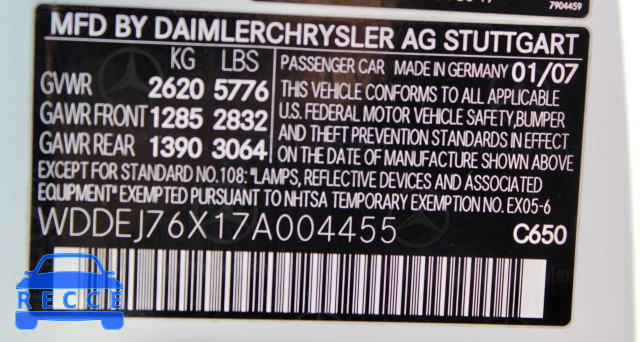 7904459
MFD BY DAIMLERCHRYSLER AG STUTTGART
KG LBS
GVWR 2620 5776
GAWR FRONT 1285 2832
GAWR REAR 1390 3064
PASSENGER CAR MADE IN GERMANY 01/07
THIS VEHICLE CONFORMS TO ALL APPLICABLE
U.S. FEDERAL MOTOR VEHICLE SAFETY,BUMPER
AND THEFT PREVENTION STANDARDS IN EFFECT
ON THE DATE OF MANUFACTURE SHOWN ABOVE
EXCEPT FOR STANDARD NO.108: "LAMPS, REFLECTIVE DEVICES AND ASSOCIATED
EQUIPMENT" EXEMPTED PURSUANT TO NHTSA TEMPORARY EXEMPTION NO. EX05-6
WDDEJ76X17A004455 C650
RECCE